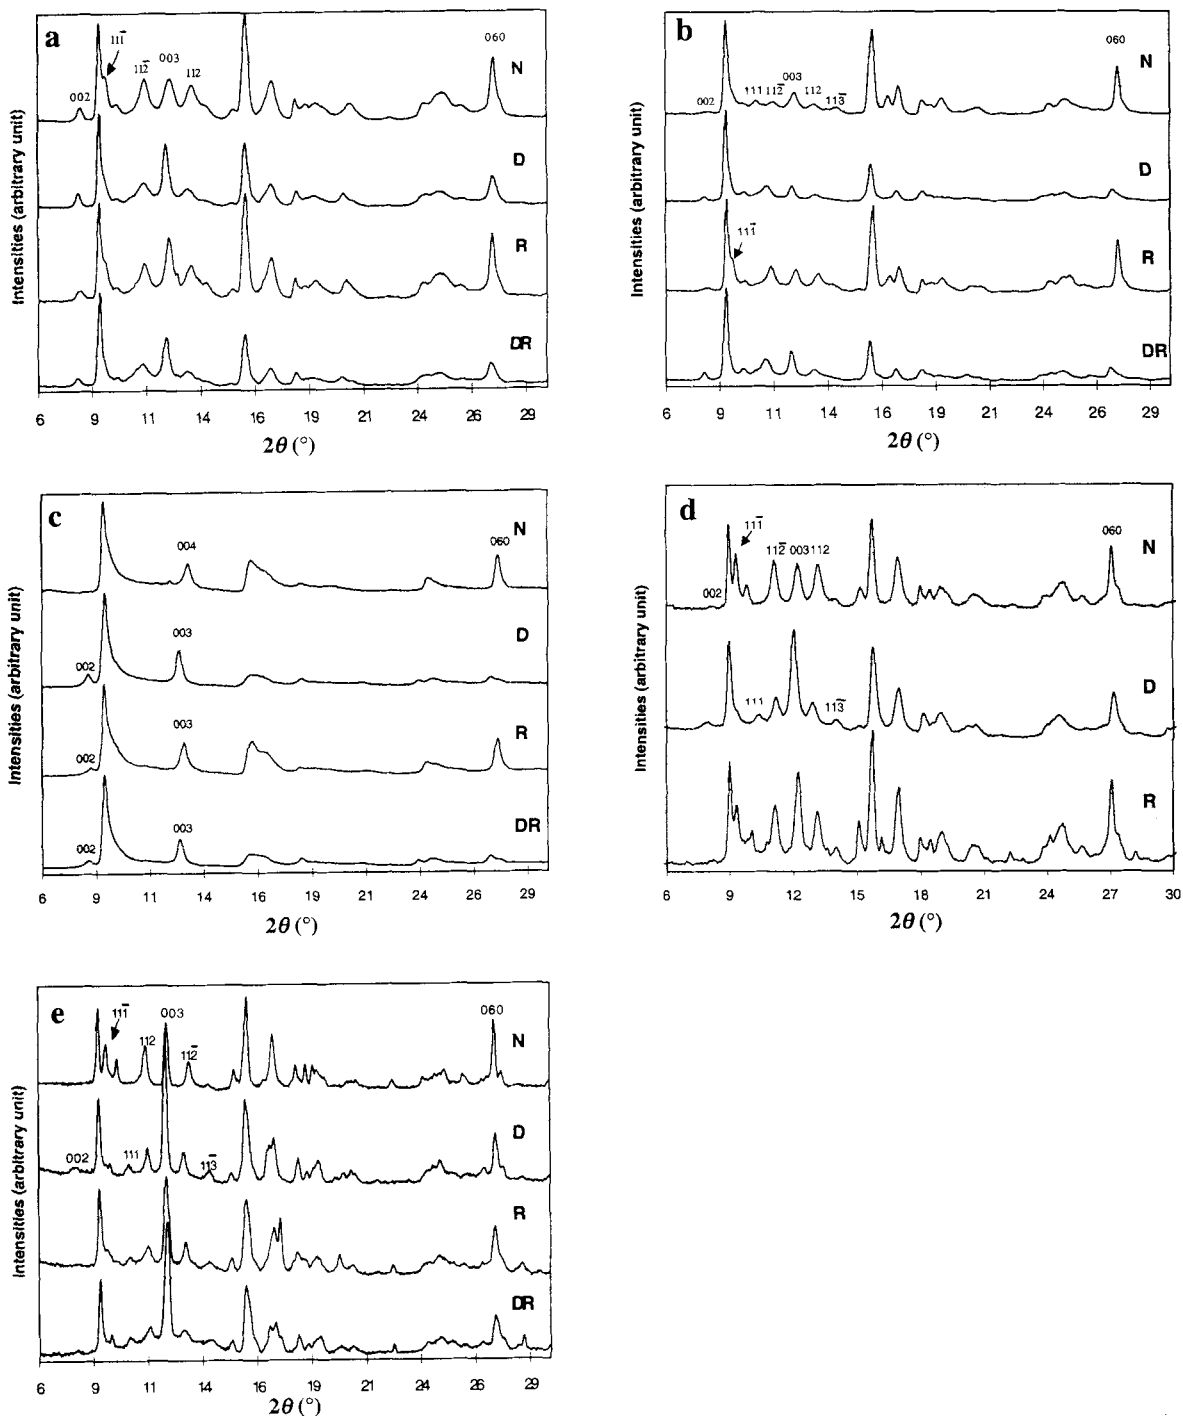 a
Intensities (arbitrary unit)
002
111̄
112̄
003
112
060
N
D
R
DR
6 9 11 14 16 19 21 24 26 29
2θ (°)
b
Intensities (arbitrary unit)
002
111
112̄
003
112
113̄
060
N
D
111̄
R
DR
6 9 11 14 16 19 21 24 26 29
2θ (°)
c
Intensities (arbitrary unit)
004
060
N
002
003
D
002
003
R
002
003
DR
6 9 11 14 16 19 21 24 26 29
2θ (°)
d
Intensities (arbitrary unit)
002
111̄
112̄
003
112
060
N
111
113̄
D
R
6 9 12 15 18 21 24 27 30
2θ (°)
e
Intensities (arbitrary unit)
111̄
112
003
112̄
060
N
002
111
113̄
D
R
DR
6 9 11 14 16 19 21 24 26 29
2θ (°)